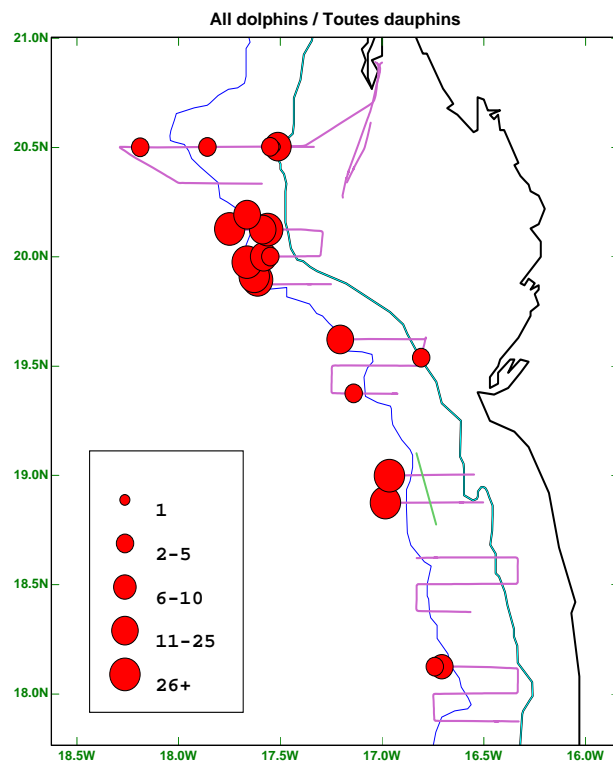 All dolphins / Toutes dauphins
21.0N
20.5N
20.0N
19.5N
19.0N
18.5N
18.0N
1
2-5
6-10
11-25
26+
18.5W 18.0W 17.5W 17.0W 16.5W 16.0W